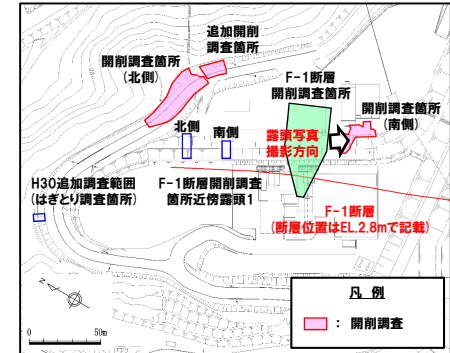 追加開削
調査箇所
開削調査箇所
(北側)
F-1断層
開削調査箇所
開削調査箇所
(南側)
北側
南側
露頭写真
撮影方向
H30追加調査範囲
(はぎとり調査箇所)
F-1断層開削調査
箇所近傍露頭1
F-1断層
(断層位置はEL.2.8mで記載)
N
0
50m
凡 例
: 開削調査